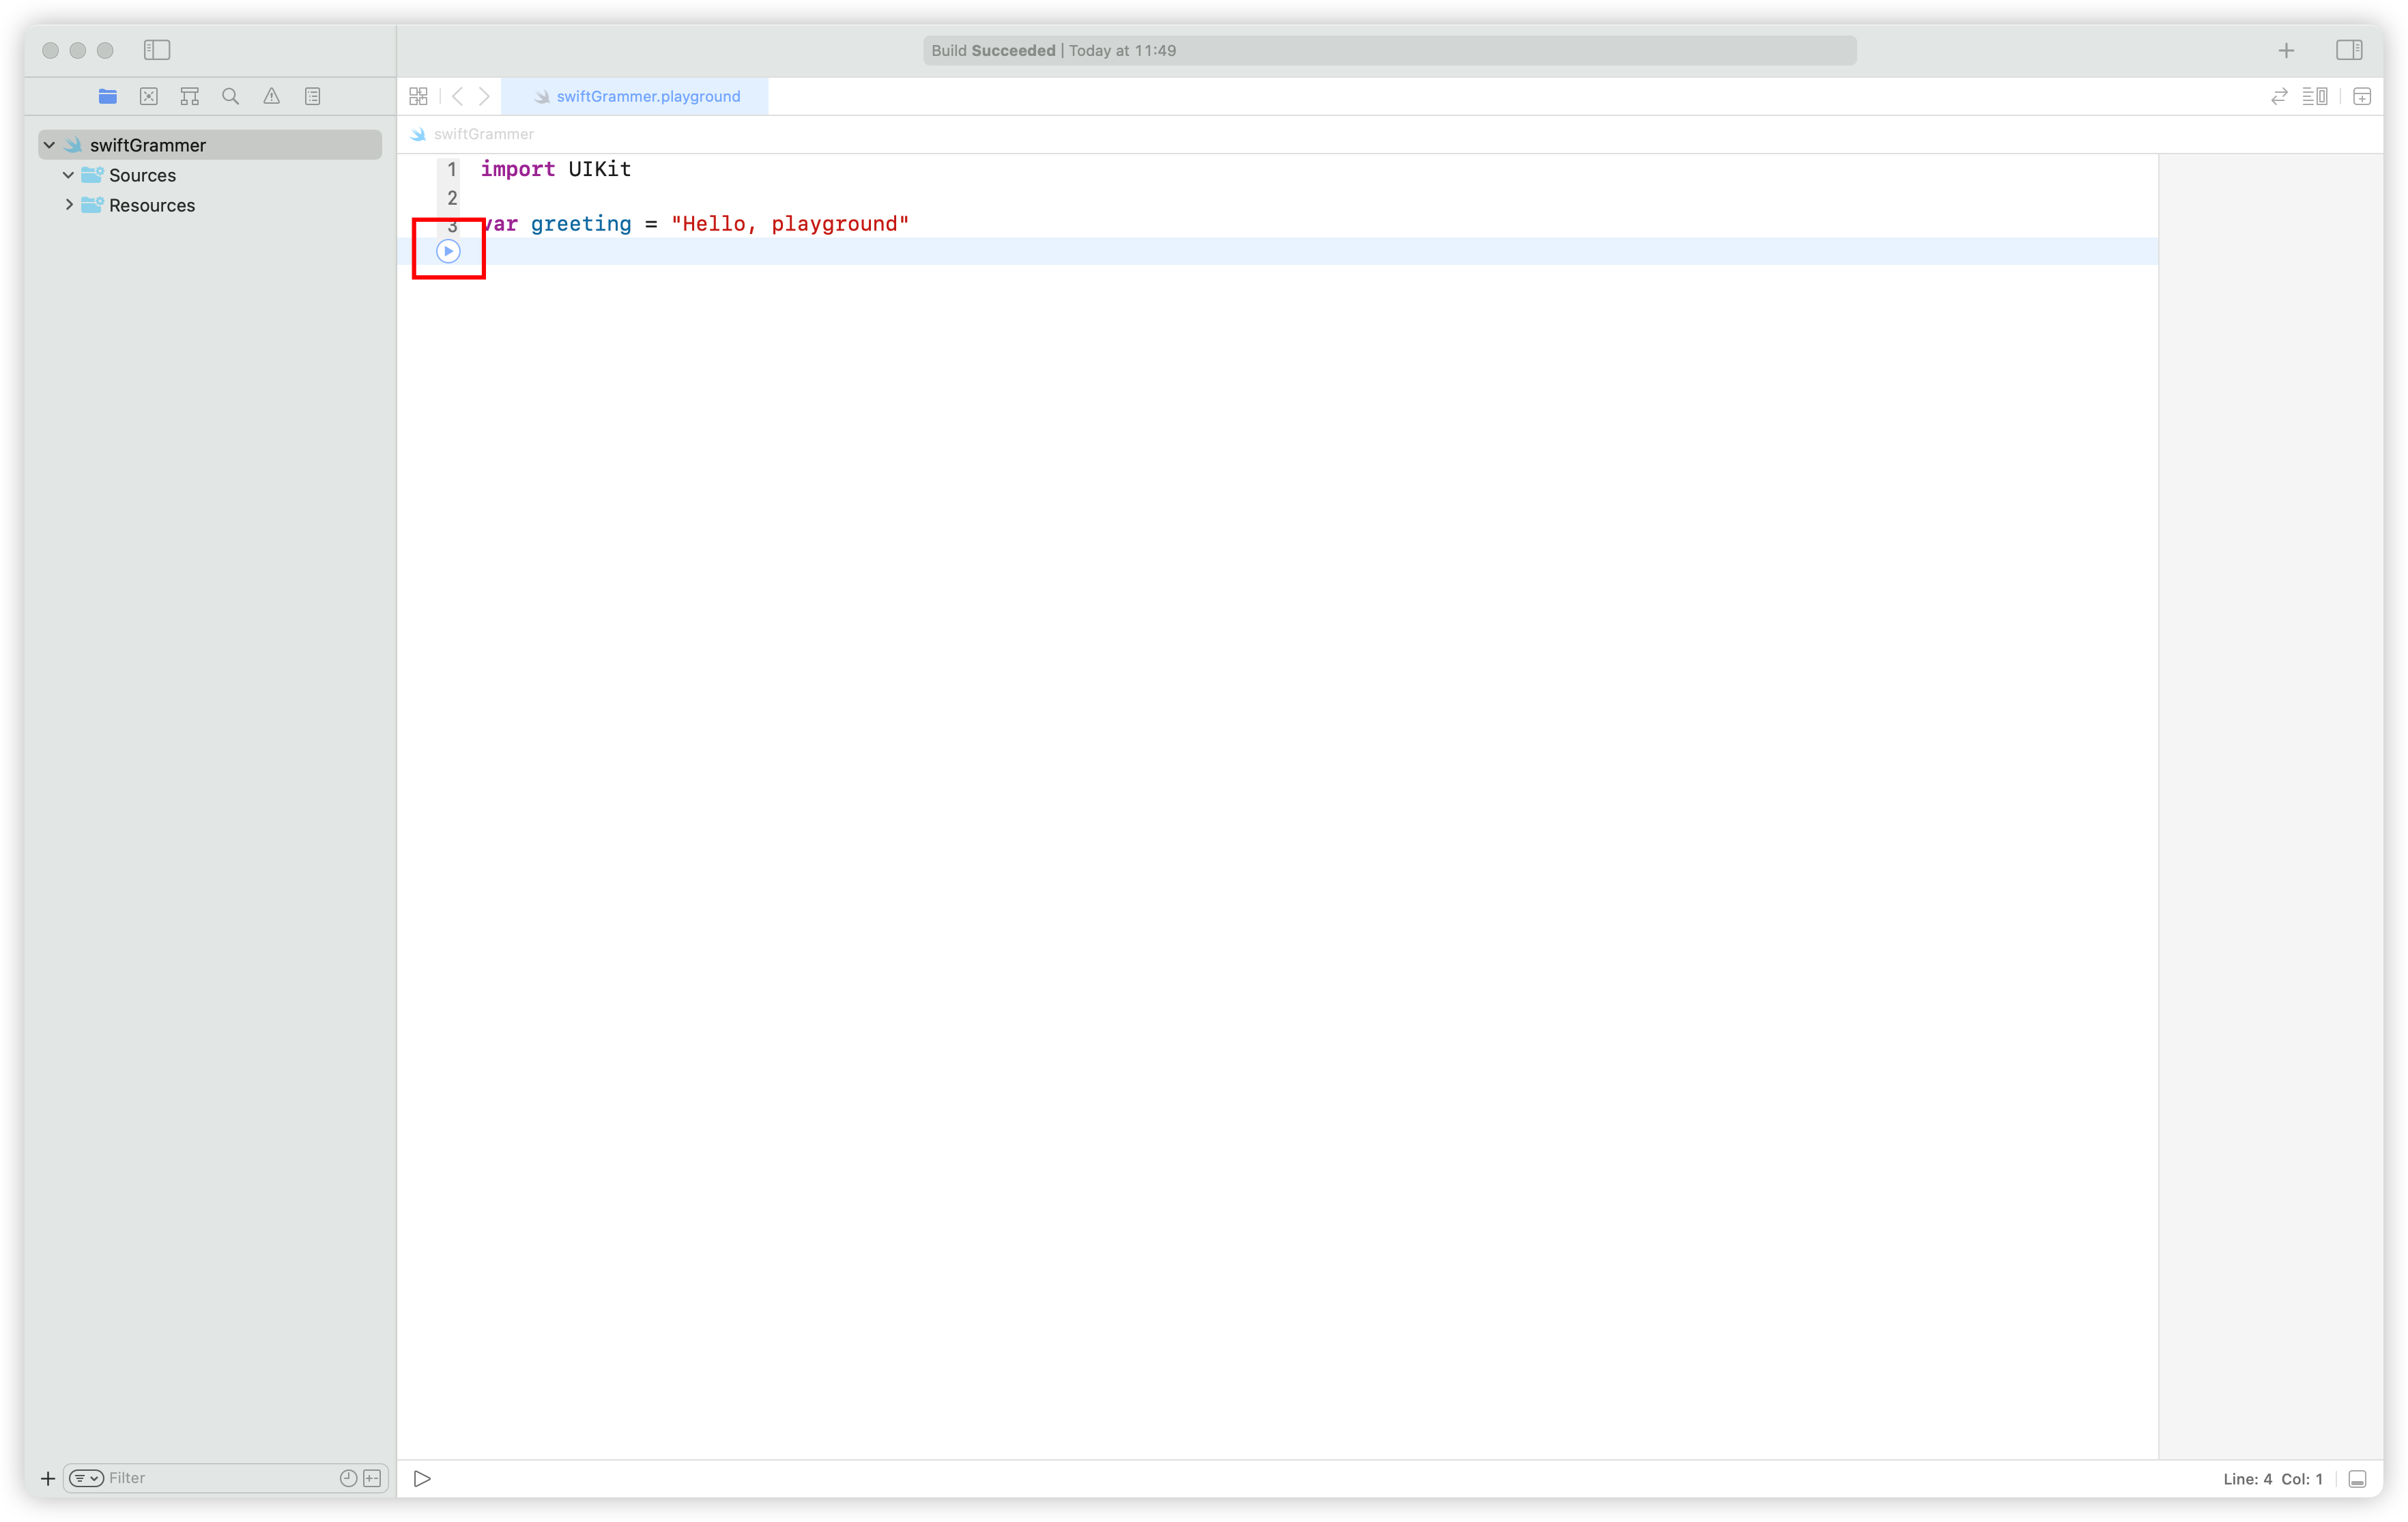 Build Succeeded | Today at 11:49
swiftGrammer.playground
swiftGrammer
swiftGrammer
Sources
Resources
1 import UIKit
2
3 var greeting = "Hello, playground"
Filter
Line: 4 Col: 1